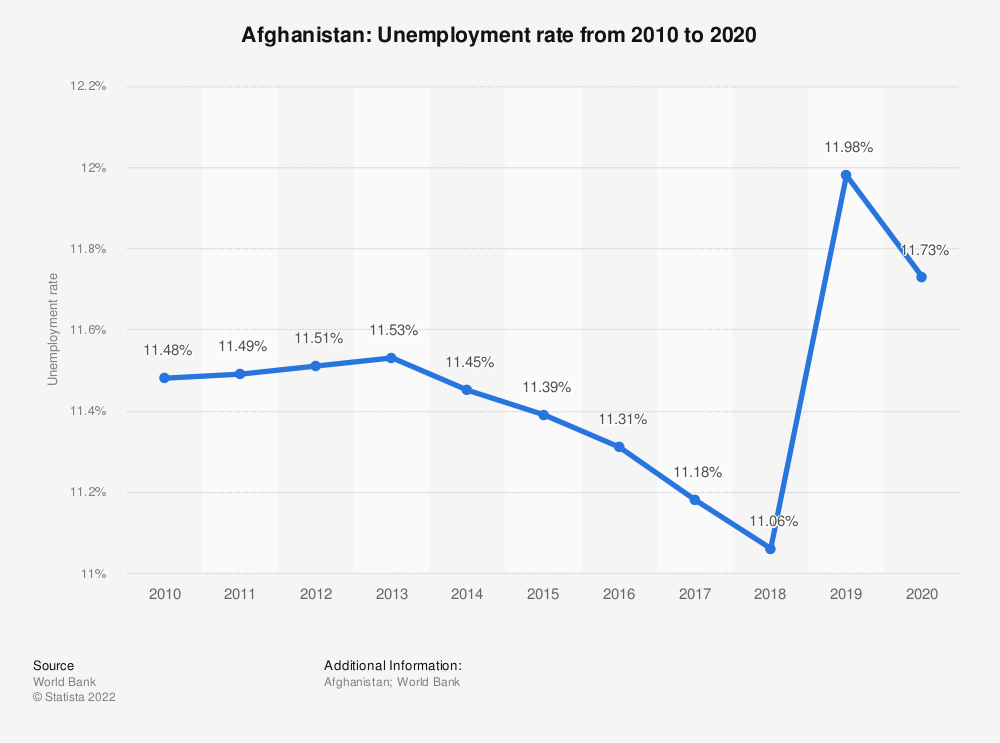 Afghanistan: Unemployment rate from 2010 to 2020
12.2%
12%
11.8%
11.6%
11.4%
11.2%
11%
Unemployment rate
11.48%
11.49%
11.51%
11.53%
11.45%
11.39%
11.31%
11.18%
11.06%
11.98%
11.73%
2010 2011 2012 2013 2014 2015 2016 2017 2018 2019 2020
Source
World Bank
© Statista 2022
Additional Information:
Afghanistan; World Bank